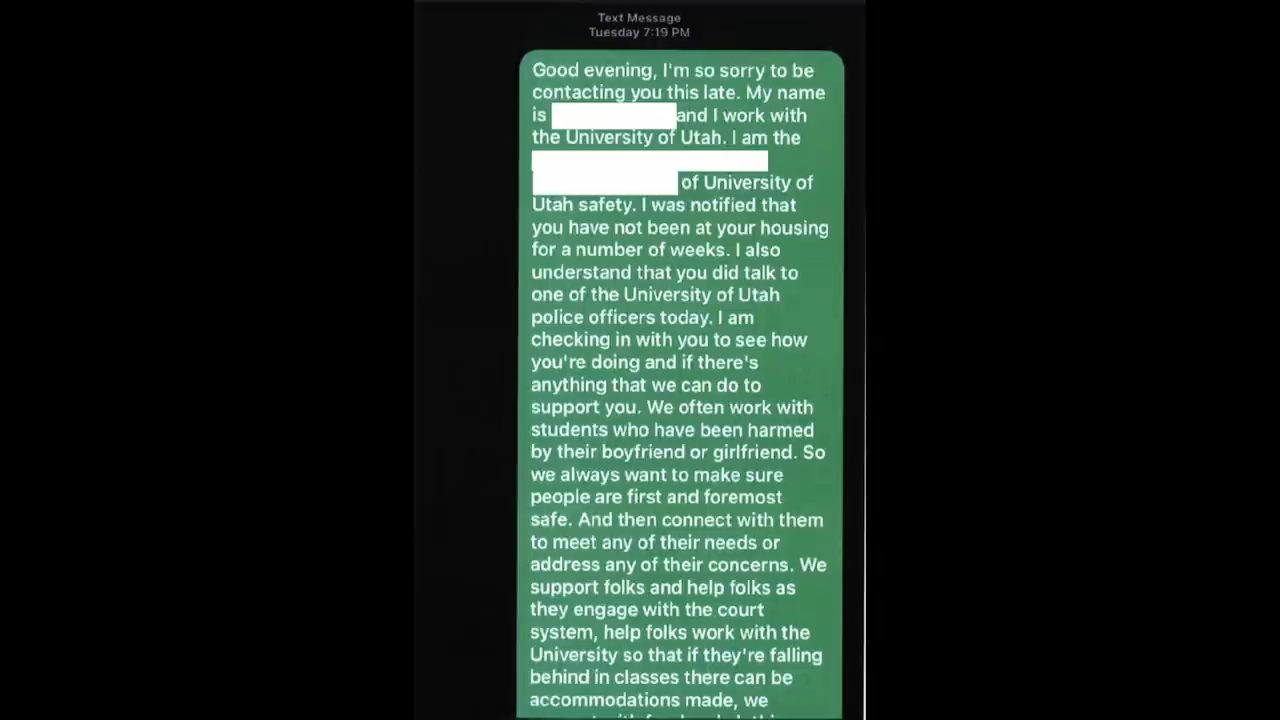 Text Message
Tuesday 7:19 PM
Good evening, I'm so sorry to be
contacting you this late. My name
is and I work with
the University of Utah. I am the
of University of
Utah safety. I was notified that
you have not been at your housing
for a number of weeks. I also
understand that you did talk to
one of the University of Utah
police officers today. I am
checking in with you to see how
you're doing and if there's
anything that we can do to
support you. We often work with
students who have been harmed
by their boyfriend or girlfriend. So
we always want to make sure
people are first and foremost
safe. And then connect with them
to meet any of their needs or
address any of their concerns. We
support folks and help folks as
they engage with the court
system, help folks work with the
University so that if they're falling
behind in classes there can be
accommodations made, we